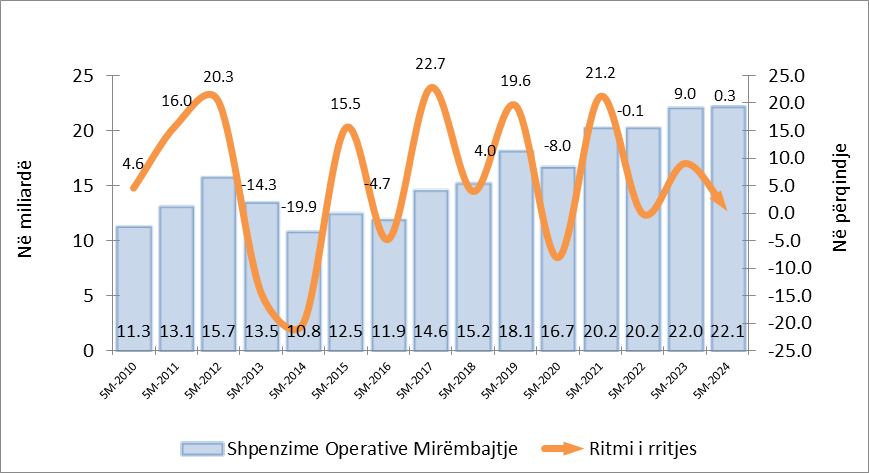 Në miliardë
25
20
15
10
5
0
25.0
20.0
15.0
10.0
5.0
0.0
-5.0
-10.0
-15.0
-20.0
-25.0
Në përqindje
4.6
16.0
20.3
-14.3
-19.9
15.5
-4.7
22.7
4.0
19.6
-8.0
21.2
-0.1
9.0
0.3
11.3 13.1 15.7 13.5 10.8 12.5 11.9 14.6 15.2 18.1 16.7 20.2 20.2 22.0 22.1
5M-2010
5M-2011
5M-2012
5M-2013
5M-2014
5M-2015
5M-2016
5M-2017
5M-2018
5M-2019
5M-2020
5M-2021
5M-2022
5M-2023
5M-2024
Shpenzime Operative Mirëmbajtje
Ritmi i rritjes